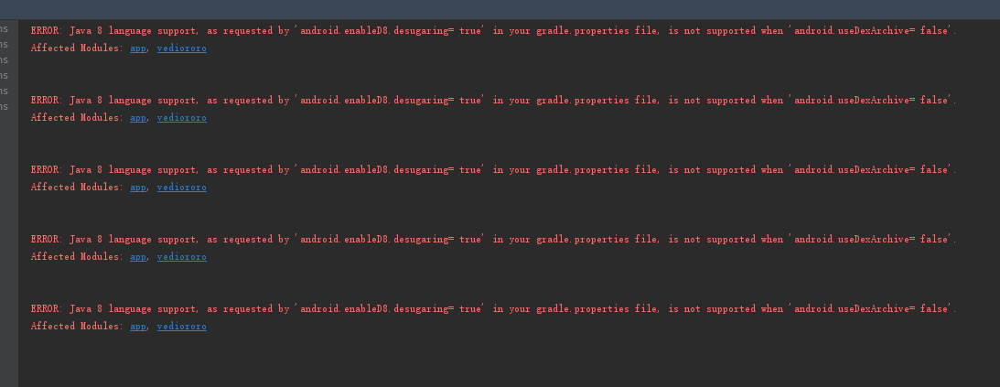 ns
ERROR: Java 8 language support, as requested by 'android.enableD8.desugaring= true' in your gradle.properties file, is not supported when 'android.useDexArchive= false'.
ns
Affected Modules: app, vediororo
ns
ns
ns
ERROR: Java 8 language support, as requested by 'android.enableD8.desugaring= true' in your gradle.properties file, is not supported when 'android.useDexArchive= false'.
ns
Affected Modules: app, vediororo
ERROR: Java 8 language support, as requested by 'android.enableD8.desugaring= true' in your gradle.properties file, is not supported when 'android.useDexArchive= false'.
Affected Modules: app, vediororo
ERROR: Java 8 language support, as requested by 'android.enableD8.desugaring= true' in your gradle.properties file, is not supported when 'android.useDexArchive= false'.
Affected Modules: app, vediororo
ERROR: Java 8 language support, as requested by 'android.enableD8.desugaring= true' in your gradle.properties file, is not supported when 'android.useDexArchive= false'.
Affected Modules: app, vediororo